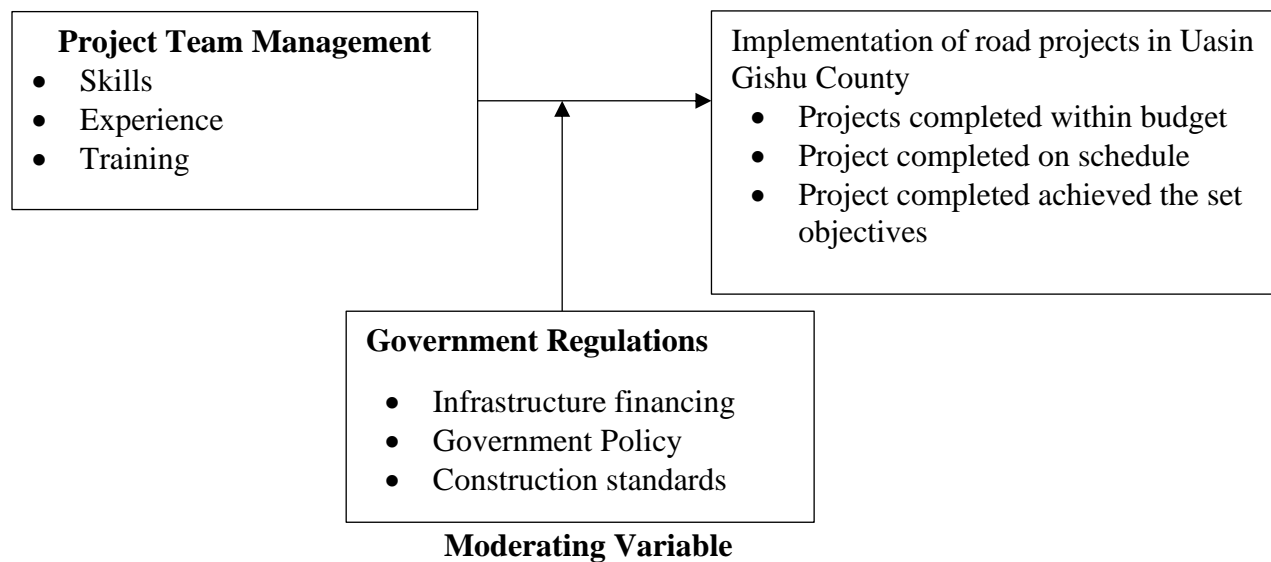 Project Team Management
• Skills
• Experience
• Training
Implementation of road projects in Uasin
Gishu County
• Projects completed within budget
• Project completed on schedule
• Project completed achieved the set
objectives
Government Regulations
• Infrastructure financing
• Government Policy
• Construction standards
Moderating Variable